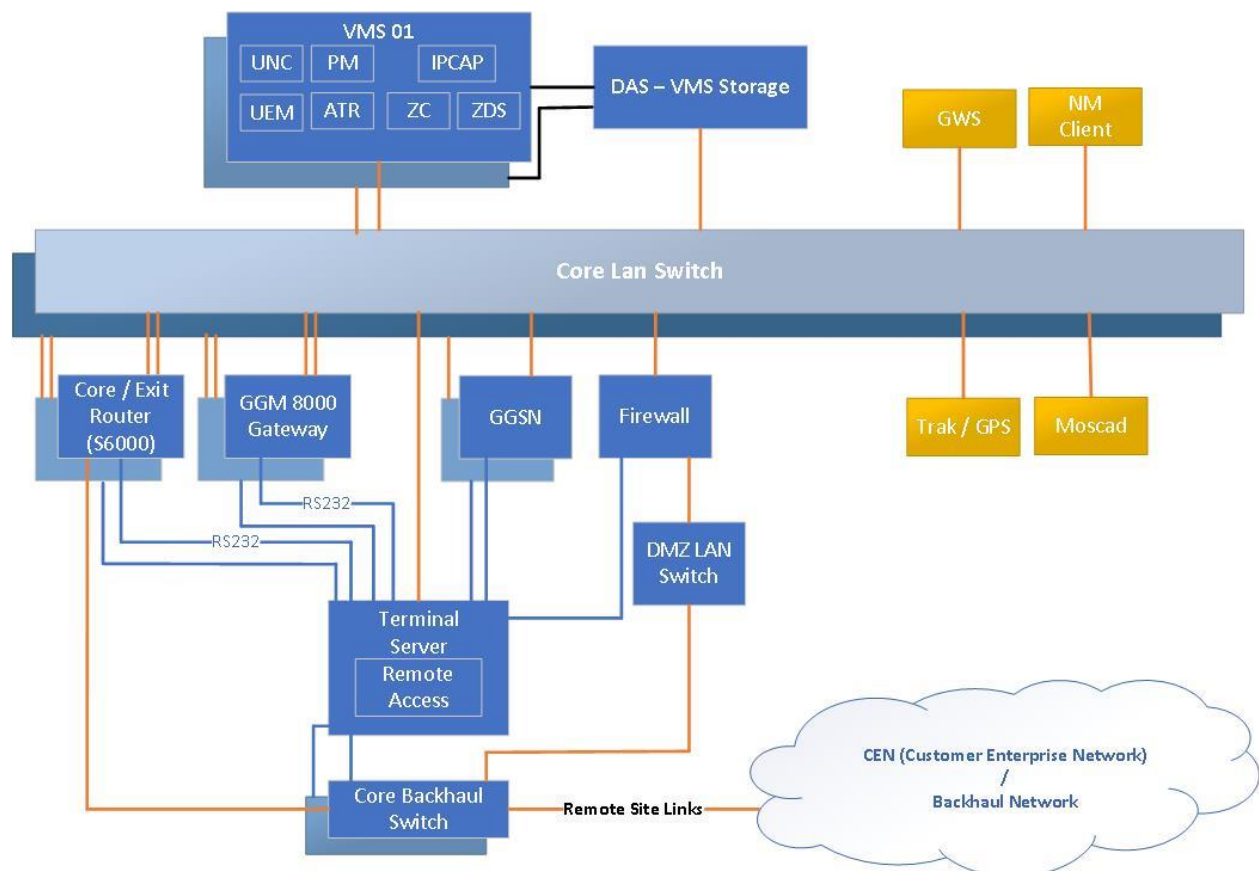 VMS 01
UNC
PM
IPCAP
UEM
ATR
ZC
ZDS
DAS – VMS Storage
GWS
NM
Client
Core Lan Switch
Core / Exit
Router
(S6000)
GGM 8000
Gateway
GGSN
Firewall
Trak / GPS
Moscad
RS232
RS232
DMZ LAN
Switch
Terminal
Server
Remote
Access
Core Backhaul
Switch
Remote Site Links
CEN (Customer Enterprise Network)
/
Backhaul Network